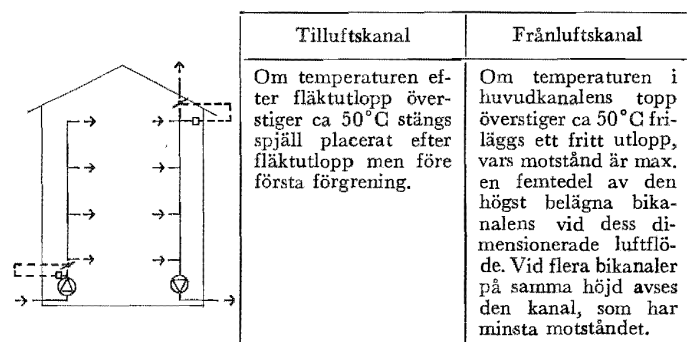 Tilluftskanal
Om temperaturen ef-
ter fläktutlopp över-
stiger ca 50°C stängs
spjäll placerat efter
fläktutlopp men före
första förgrening.
Frånluftskanal
Om temperaturen i
huvudkanalens topp
överstiger ca 50°C fri-
läggs ett fritt utlopp,
vars motstånd är max.
en femtedel av den
högst belägna bika-
nalens vid dess di-
mensionerade luftflö-
de. Vid flera bikanaler
på samma höjd avses
den kanal, som har
minsta motståndet.